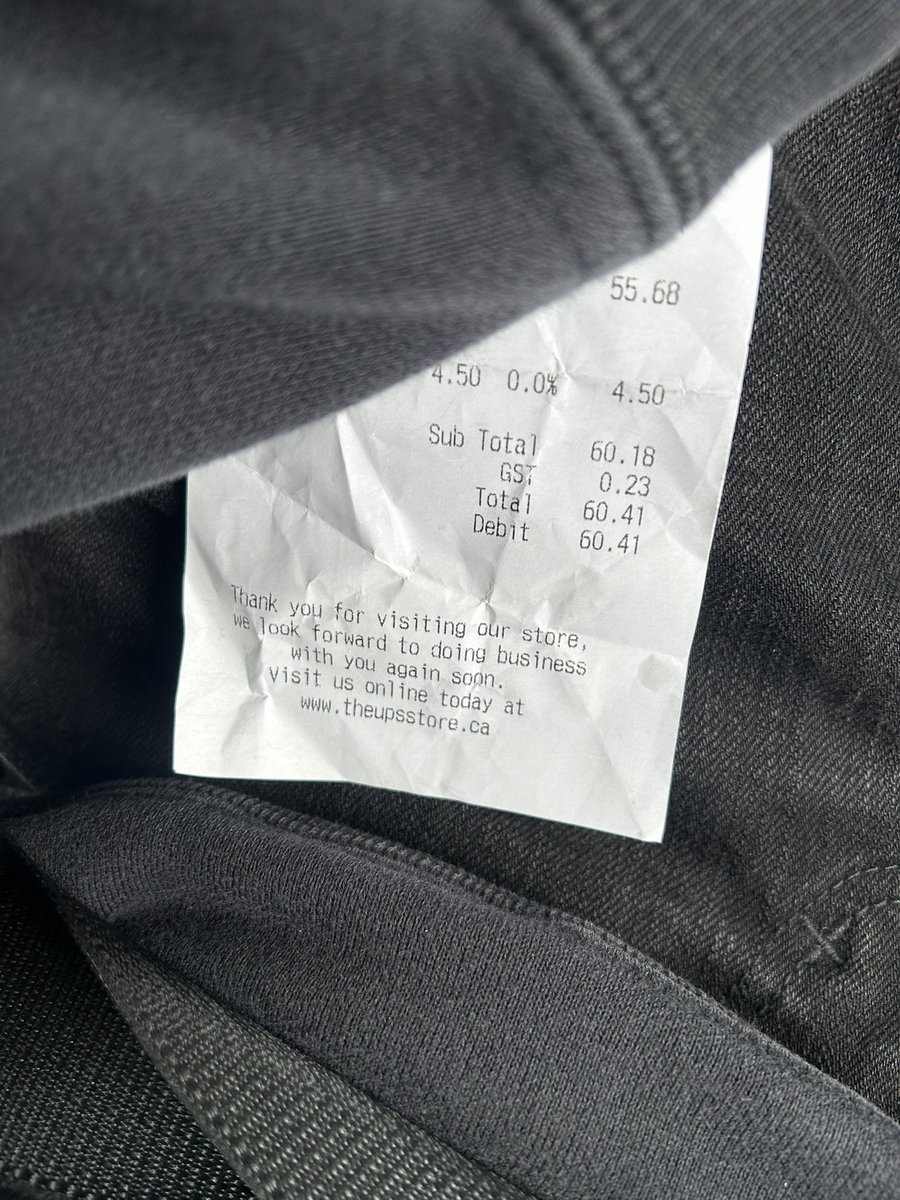 55.68
4.50 0.0% 4.50
Sub Total 60.18
GST 0.23
Total 60.41
Debit 60.41
Thank you for visiting our store,
we look forward to doing business
with you again soon.
Visit us online today at
www.theupsstore.ca